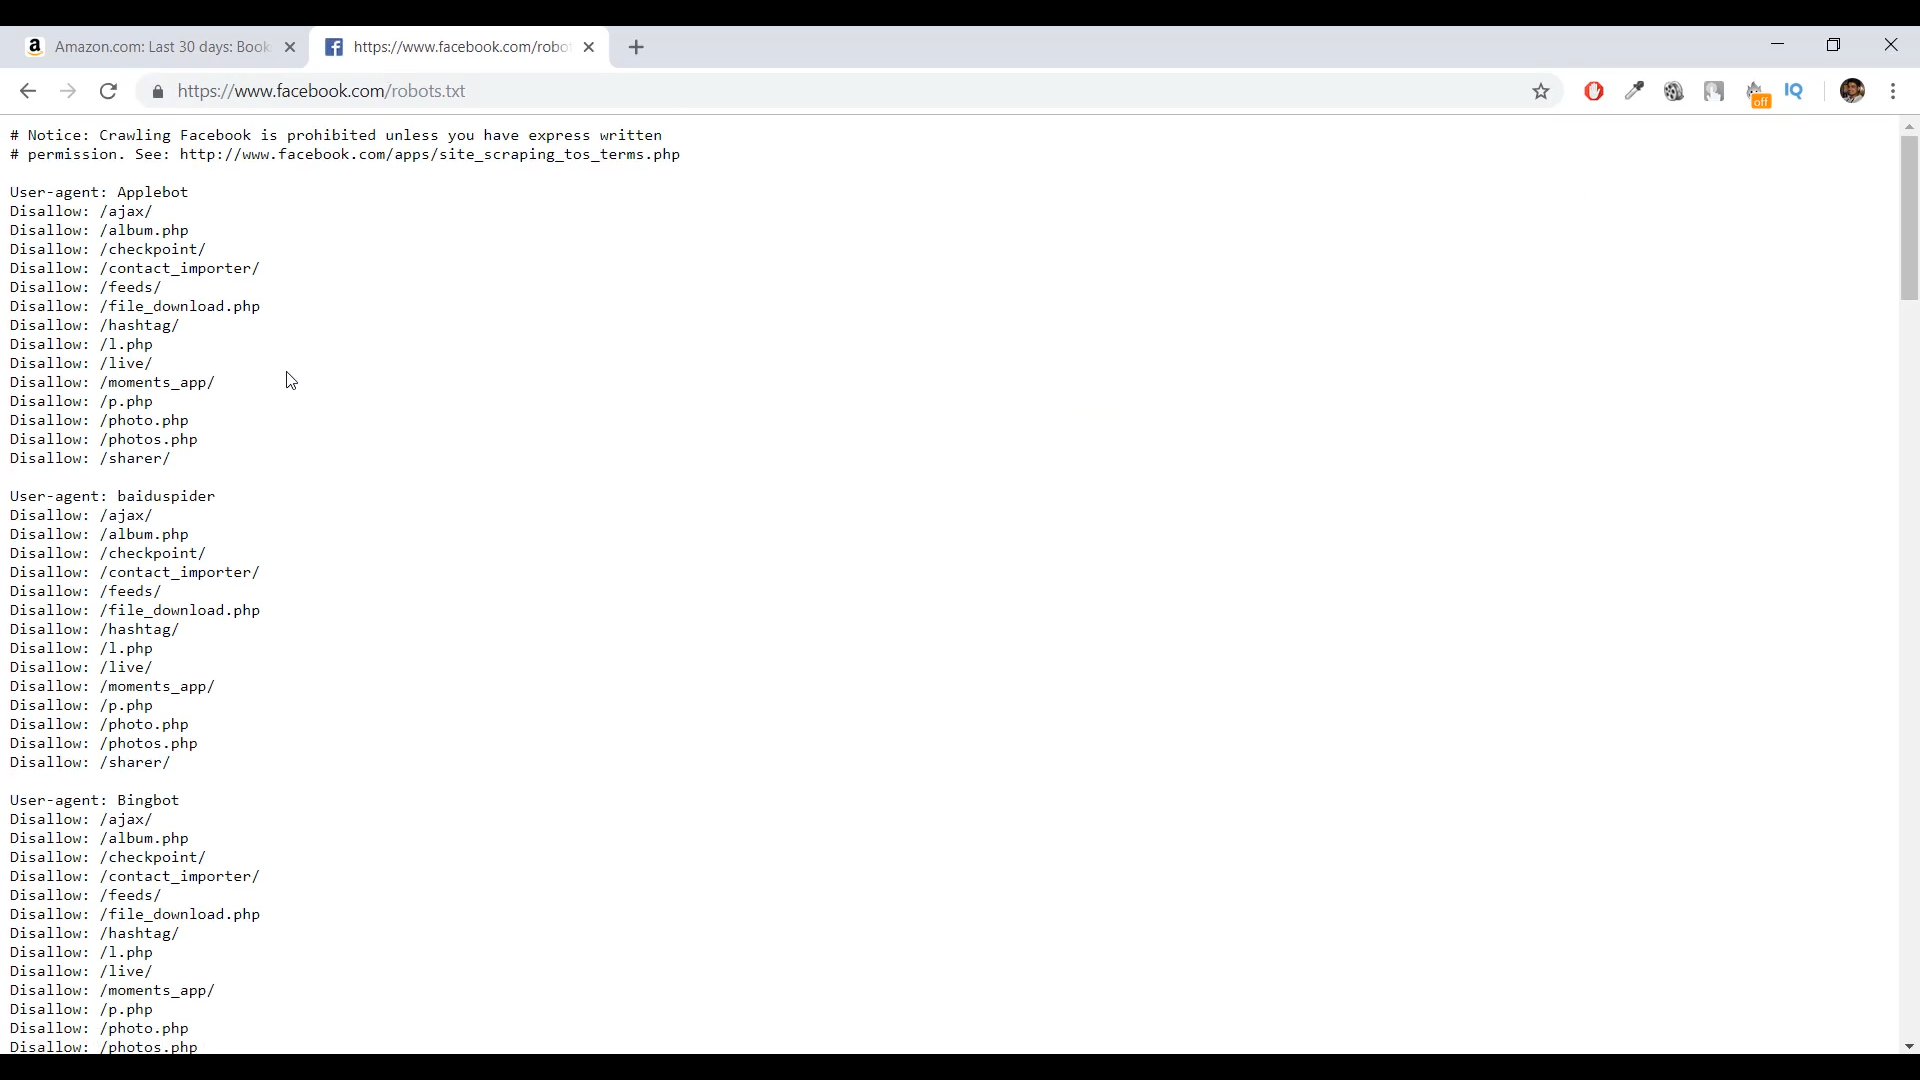 Amazon.com: Last 30 days: Book
https://www.facebook.com/robo
https://www.facebook.com/robots.txt
off
IQ
# Notice: Crawling Facebook is prohibited unless you have express written
# permission. See: http://www.facebook.com/apps/site_scraping_tos_terms.php
User-agent: Applebot
Disallow: /ajax/
Disallow: /album.php
Disallow: /checkpoint/
Disallow: /contact_importer/
Disallow: /feeds/
Disallow: /file_download.php
Disallow: /hashtag/
Disallow: /l.php
Disallow: /live/
Disallow: /moments_app/
Disallow: /p.php
Disallow: /photo.php
Disallow: /photos.php
Disallow: /sharer/
User-agent: baiduspider
Disallow: /ajax/
Disallow: /album.php
Disallow: /checkpoint/
Disallow: /contact_importer/
Disallow: /feeds/
Disallow: /file_download.php
Disallow: /hashtag/
Disallow: /l.php
Disallow: /live/
Disallow: /moments_app/
Disallow: /p.php
Disallow: /photo.php
Disallow: /photos.php
Disallow: /sharer/
User-agent: Bingbot
Disallow: /ajax/
Disallow: /album.php
Disallow: /checkpoint/
Disallow: /contact_importer/
Disallow: /feeds/
Disallow: /file_download.php
Disallow: /hashtag/
Disallow: /l.php
Disallow: /live/
Disallow: /moments_app/
Disallow: /p.php
Disallow: /photo.php
Disallow: /photos.php